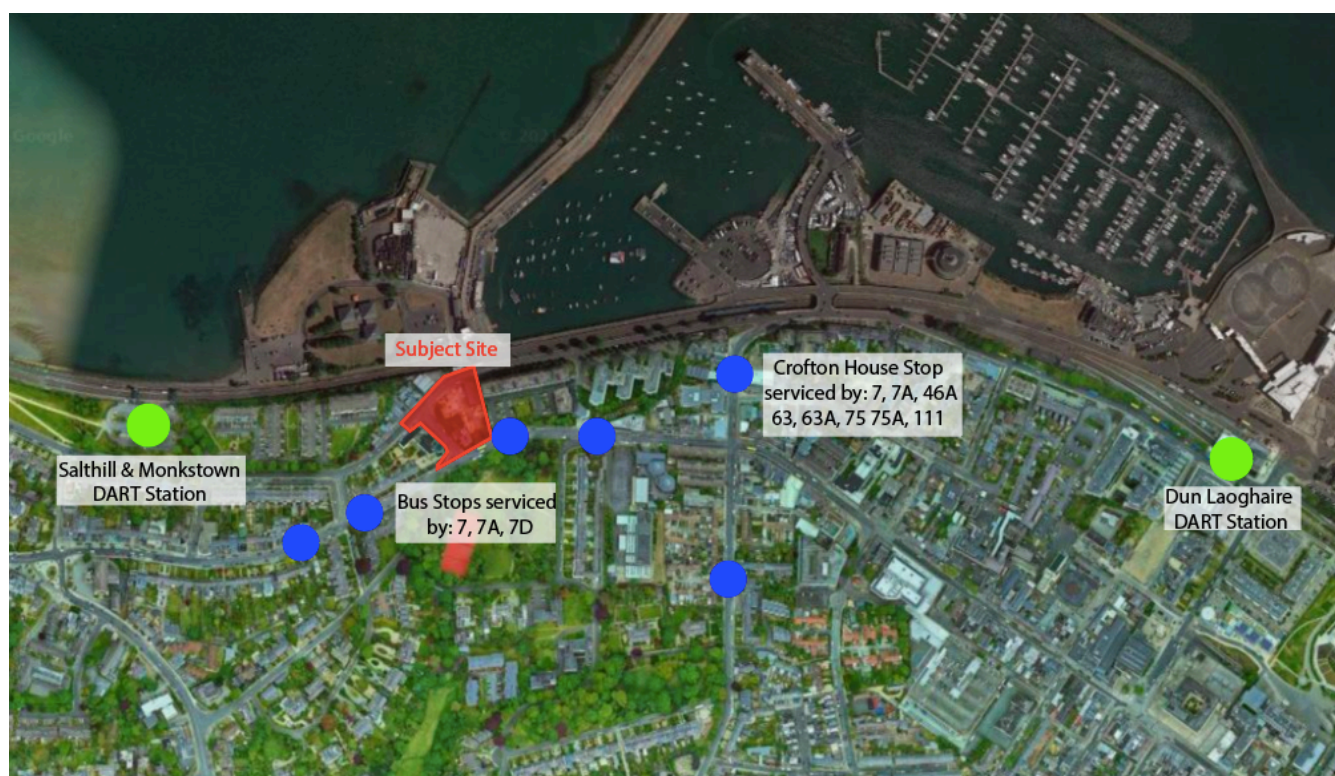 Google
Subject Site
Crofton House Stop
serviced by: 7, 7A, 46A
63, 63A, 75 75A, 111
Salthill & Monkstown
DART Station
Bus Stops serviced
by: 7, 7A, 7D
Dun Laoghaire
DART Station